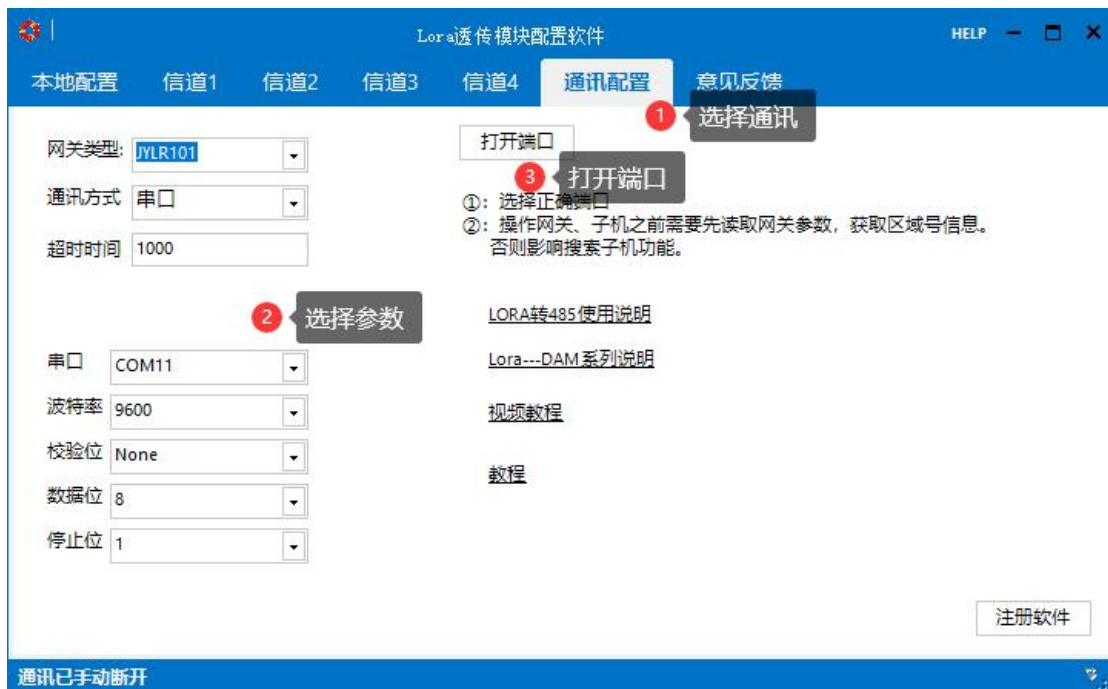 Lora透传模块配置软件 HELP
本地配置 信道1 信道2 信道3 信道4 通讯配置 意见反馈
1 选择通讯
网关类型: JYLR101
打开端口
3 打开端口
通讯方式 串口
①：选择正确端口
②：操作网关、子机之前需要先读取网关参数，获取区域号信息。
否则影响搜索子机功能。
超时时间 1000
2 选择参数
LORA转485使用说明
串口 COM11
Lora---DAM系列说明
波特率 9600
视频教程
校验位 None
教程
数据位 8
停止位 1
注册软件
通讯已手动断开